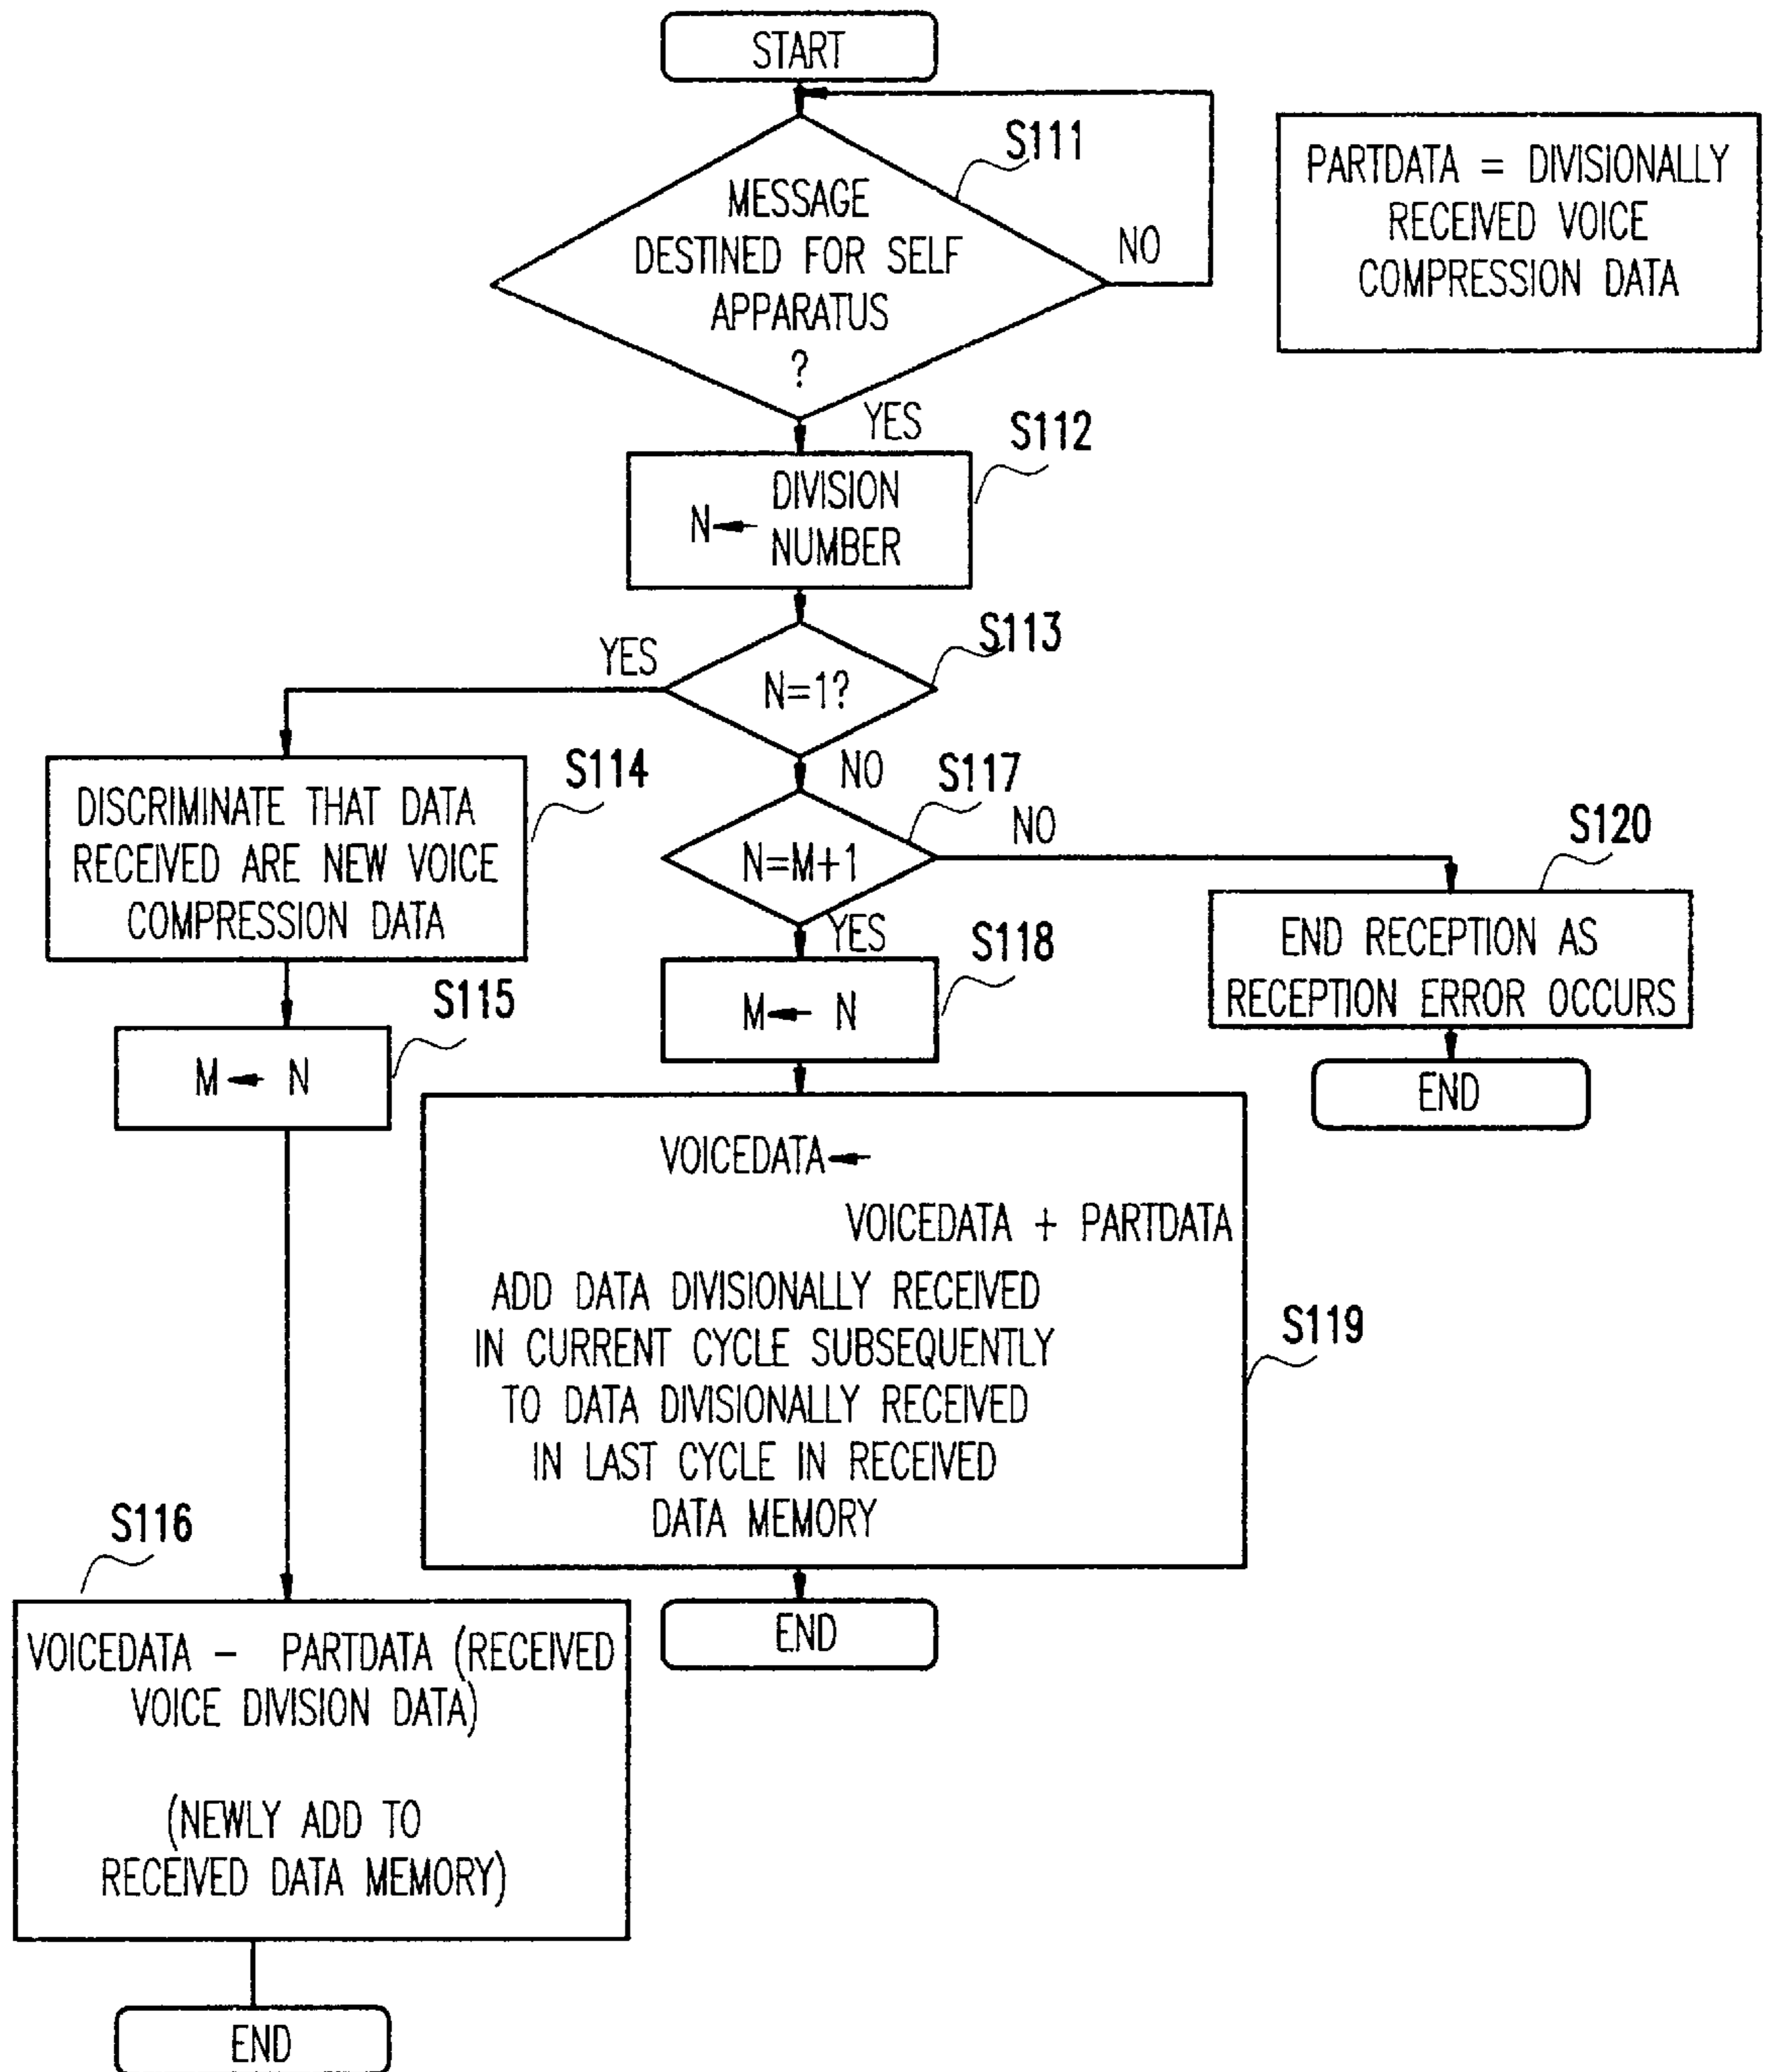 START
S111
MESSAGE
DESTINED FOR SELF
APPARATUS
?
NO
PARTDATA = DIVISIONALLY
RECEIVED VOICE
COMPRESSION DATA
YES
S112
N← DIVISION
NUMBER
S113
YES
N=1?
NO
S114
DISCRIMINATE THAT DATA
RECEIVED ARE NEW VOICE
COMPRESSION DATA
S117
N=M+1
NO
YES
S120
END RECEPTION AS
RECEPTION ERROR OCCURS
END
S115
M← N
S118
M← N
VOICEDATA←
VOICEDATA + PARTDATA
ADD DATA DIVISIONALLY RECEIVED
IN CURRENT CYCLE SUBSEQUENTLY
TO DATA DIVISIONALLY RECEIVED
IN LAST CYCLE IN RECEIVED
DATA MEMORY
S119
END
S116
VOICEDATA – PARTDATA (RECEIVED
VOICE DIVISION DATA)
(NEWLY ADD TO
RECEIVED DATA MEMORY)
END